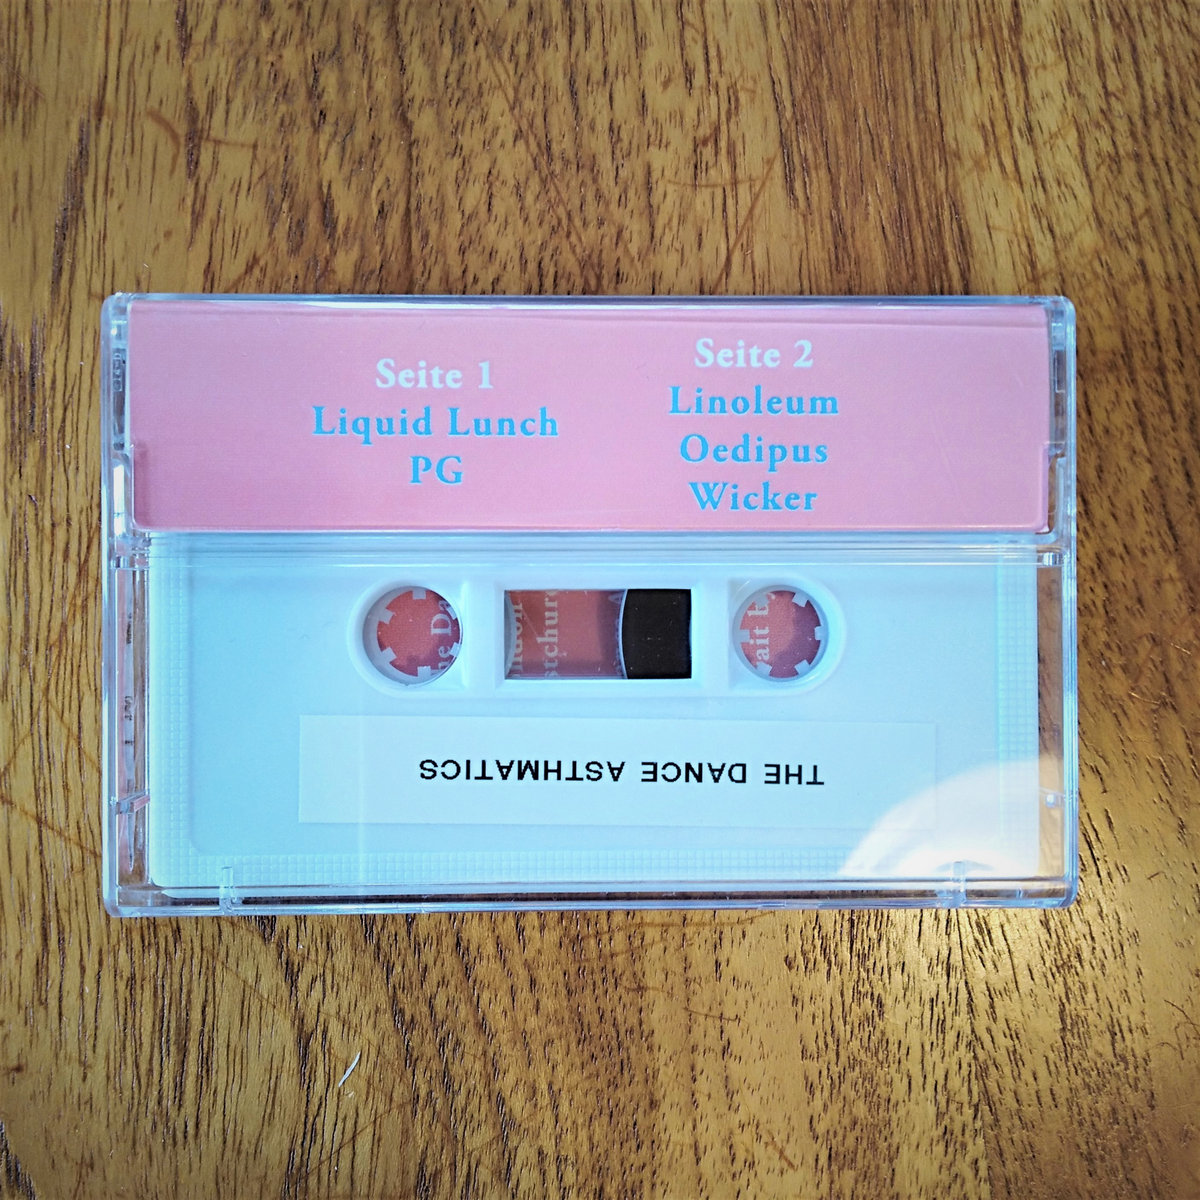 Seite 1
Liquid Lunch
PG
Seite 2
Linoleum
Oedipus
Wicker
THE DANCE ASTHMATICS